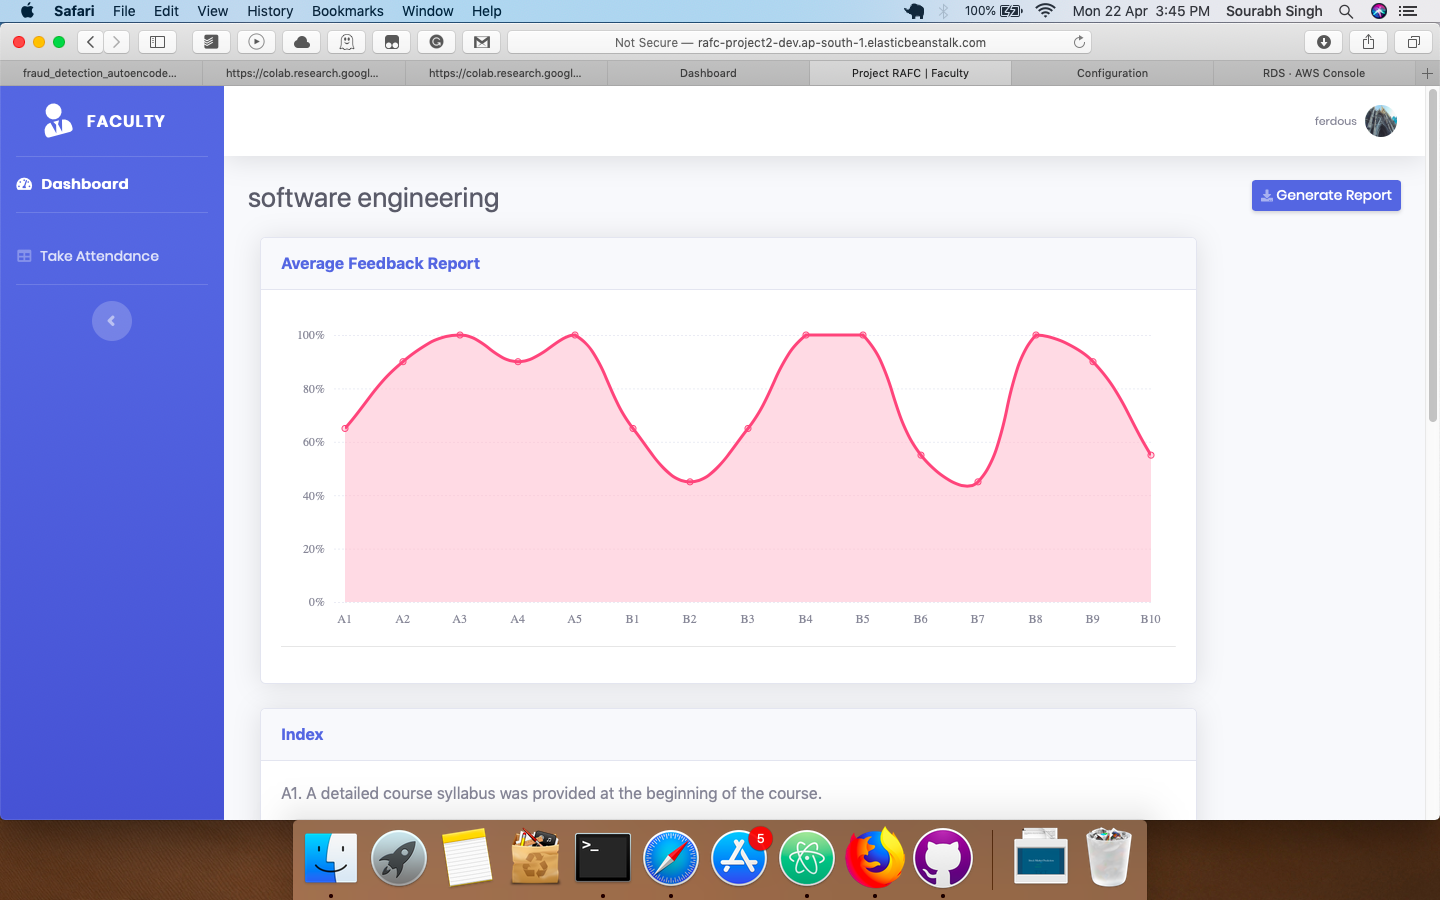 Safari File Edit View History Bookmarks Window Help 100% Mon 22 Apr 3:45 PM Sourabh Singh
Not Secure — rafc-project2-dev.ap-south-1.elasticbeanstalk.com
fraud_detection_autoencode... https://colab.research.googl... https://colab.research.googl... Dashboard Project RAFC | Faculty Configuration RDS · AWS Console
FACULTY
ferdous
Dashboard
software engineering
Generate Report
Take Attendance
Average Feedback Report
100%
80%
60%
40%
20%
0%
A1 A2 A3 A4 A5 B1 B2 B3 B4 B5 B6 B7 B8 B9 B10
Index
A1. A detailed course syllabus was provided at the beginning of the course.
5
>_